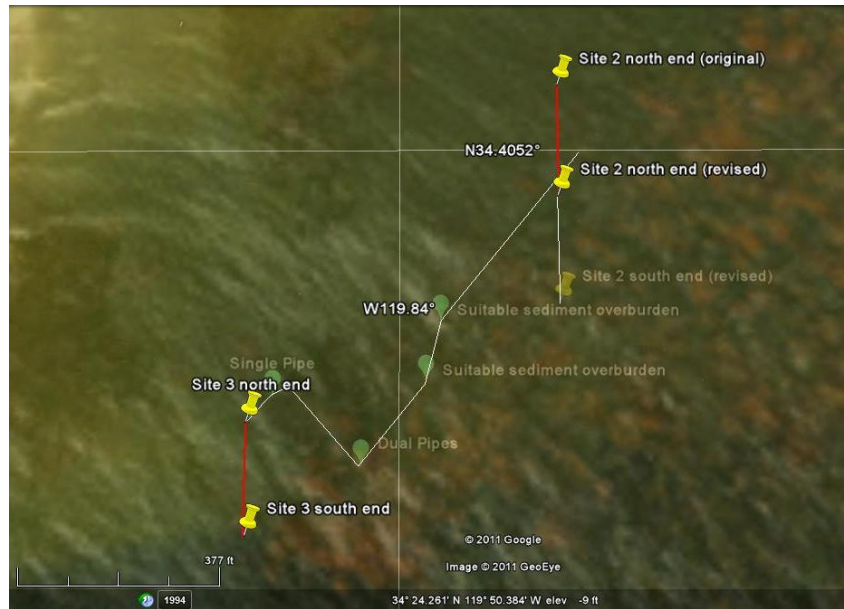 Site 2 north end (original)
N34.4052°
Site 2 north end (revised)
Site 2 south end (revised)
W119.84°
Suitable sediment overburden
Single Pipe
Suitable sediment overburden
Site 3 north end
Dual Pipes
Site 3 south end
© 2011 Google
377 ft
Image © 2011 GeoEye
1994
34° 24.261' N 119° 50.384' W elev -9 ft